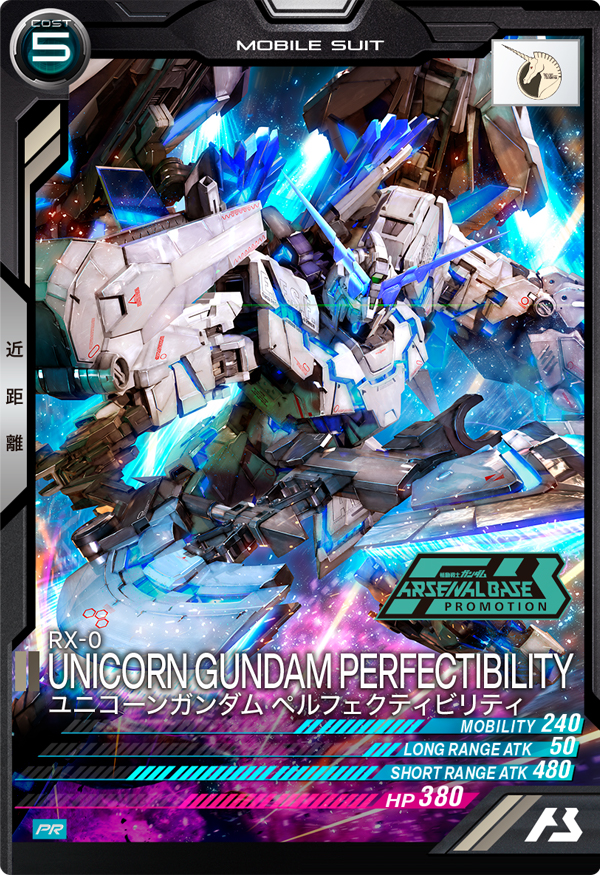 COST
5
MOBILE SUIT
近距離
機動戦士ガンダム
ARSENAL BASE
PROMOTION
RX-0
UNICORN GUNDAM PERFECTIBILITY
ユニコーンガンダム ペルフェクティビリティ
MOBILITY 240
LONG RANGE ATK 50
SHORT RANGE ATK 480
HP 380
PR